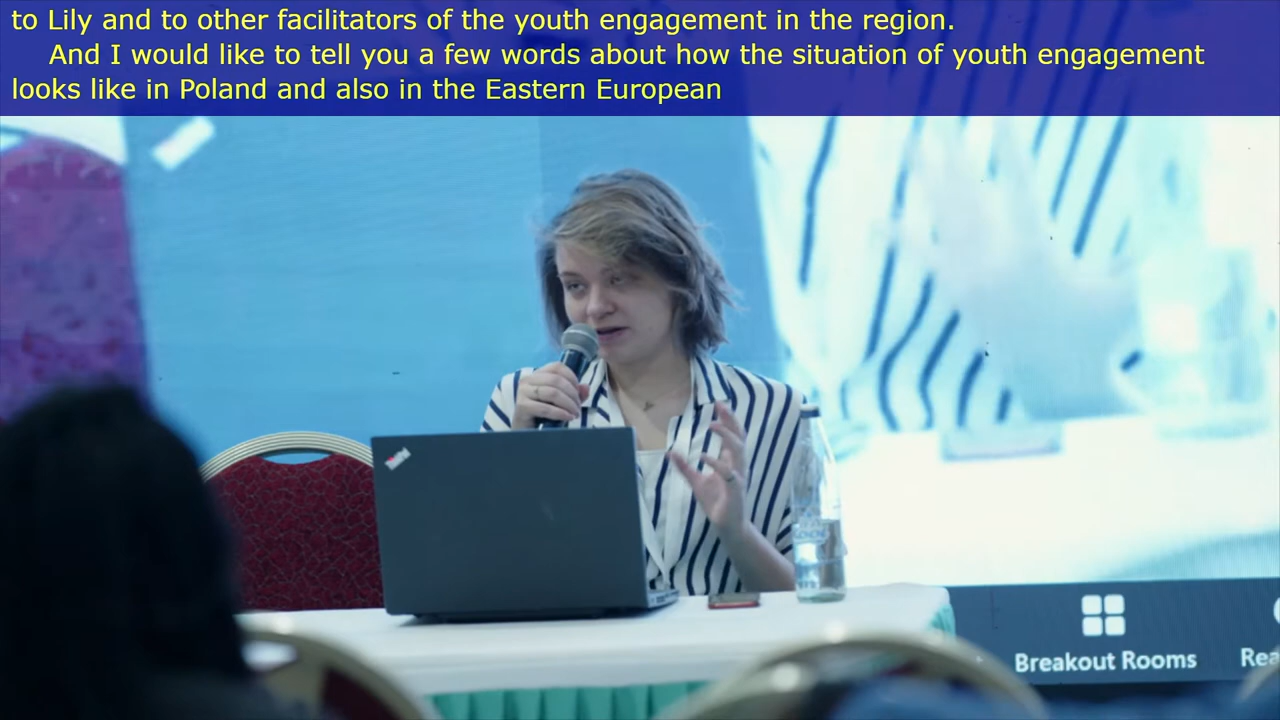 to Lily and to other facilitators of the youth engagement in the region.
And I would like to tell you a few words about how the situation of youth engagement
looks like in Poland and also in the Eastern European
Breakout Rooms